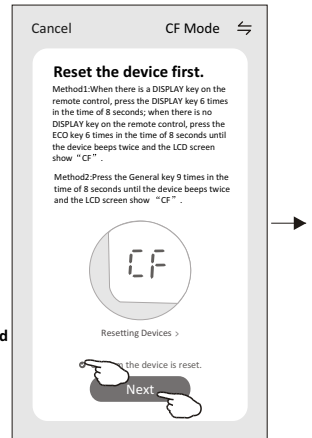 Cancel CF Mode
Reset the device first.
Method1:When there is a DISPLAY key on the
remote control, press the DISPLAY key 6 times
in the time of 8 seconds; when there is no
DISPLAY key on the remote control, press the
ECO key 6 times in the time of 8 seconds until
the device beeps twice and the LCD screen
show “CF”.
Method2:Press the General key 9 times in the
time of 8 seconds until the device beeps twice
and the LCD screen show “CF”.
CF
Resetting Devices >
the device is reset.
Next